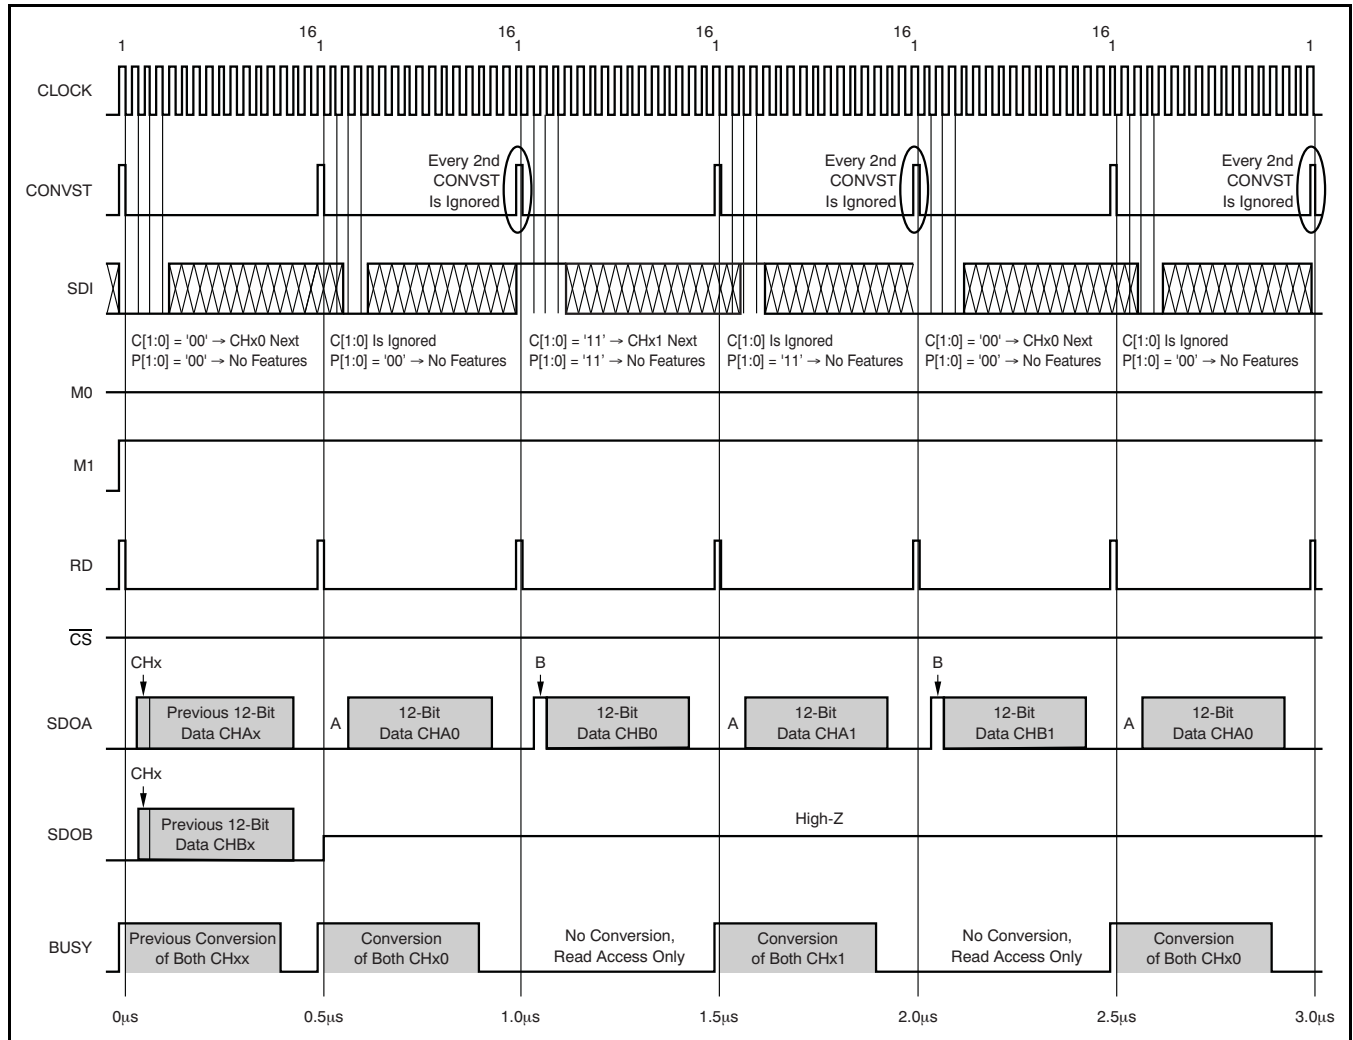 16 16 16 16 16
1 1 1 1 1 1 1
CLOCK
Every 2nd
CONVST
Is Ignored
Every 2nd
CONVST
Is Ignored
Every 2nd
CONVST
Is Ignored
CONVST
SDI
C[1:0] = '00' → CHx0 Next
P[1:0] = '00' → No Features
C[1:0] Is Ignored
P[1:0] = '00’ → No Features
C[1:0] = '11’ → CHx1 Next
P[1:0] = '11’ → No Features
C[1:0] Is Ignored
P[1:0] = '11’ → No Features
C[1:0] = '00' → CHx0 Next
P[1:0] = '00’ → No Features
C[1:0] Is Ignored
P[1:0] = '00’ → No Features
M0
M1
RD
CS
CHx
B
B
SDOA
Previous 12-Bit
Data CHAx
A
12-Bit
Data CHA0
12-Bit
Data CHB0
A
12-Bit
Data CHA1
12-Bit
Data CHB1
A
12-Bit
Data CHA0
CHx
SDOB
Previous 12-Bit
Data CHBx
High-Z
BUSY
Previous Conversion
of Both CHxx
Conversion
of Both CHx0
No Conversion,
Read Access Only
Conversion
of Both CHx1
No Conversion,
Read Access Only
Conversion
of Both CHx0
0µs 0.5µs 1.0µs 1.5µs 2.0µs 2.5µs 3.0µs